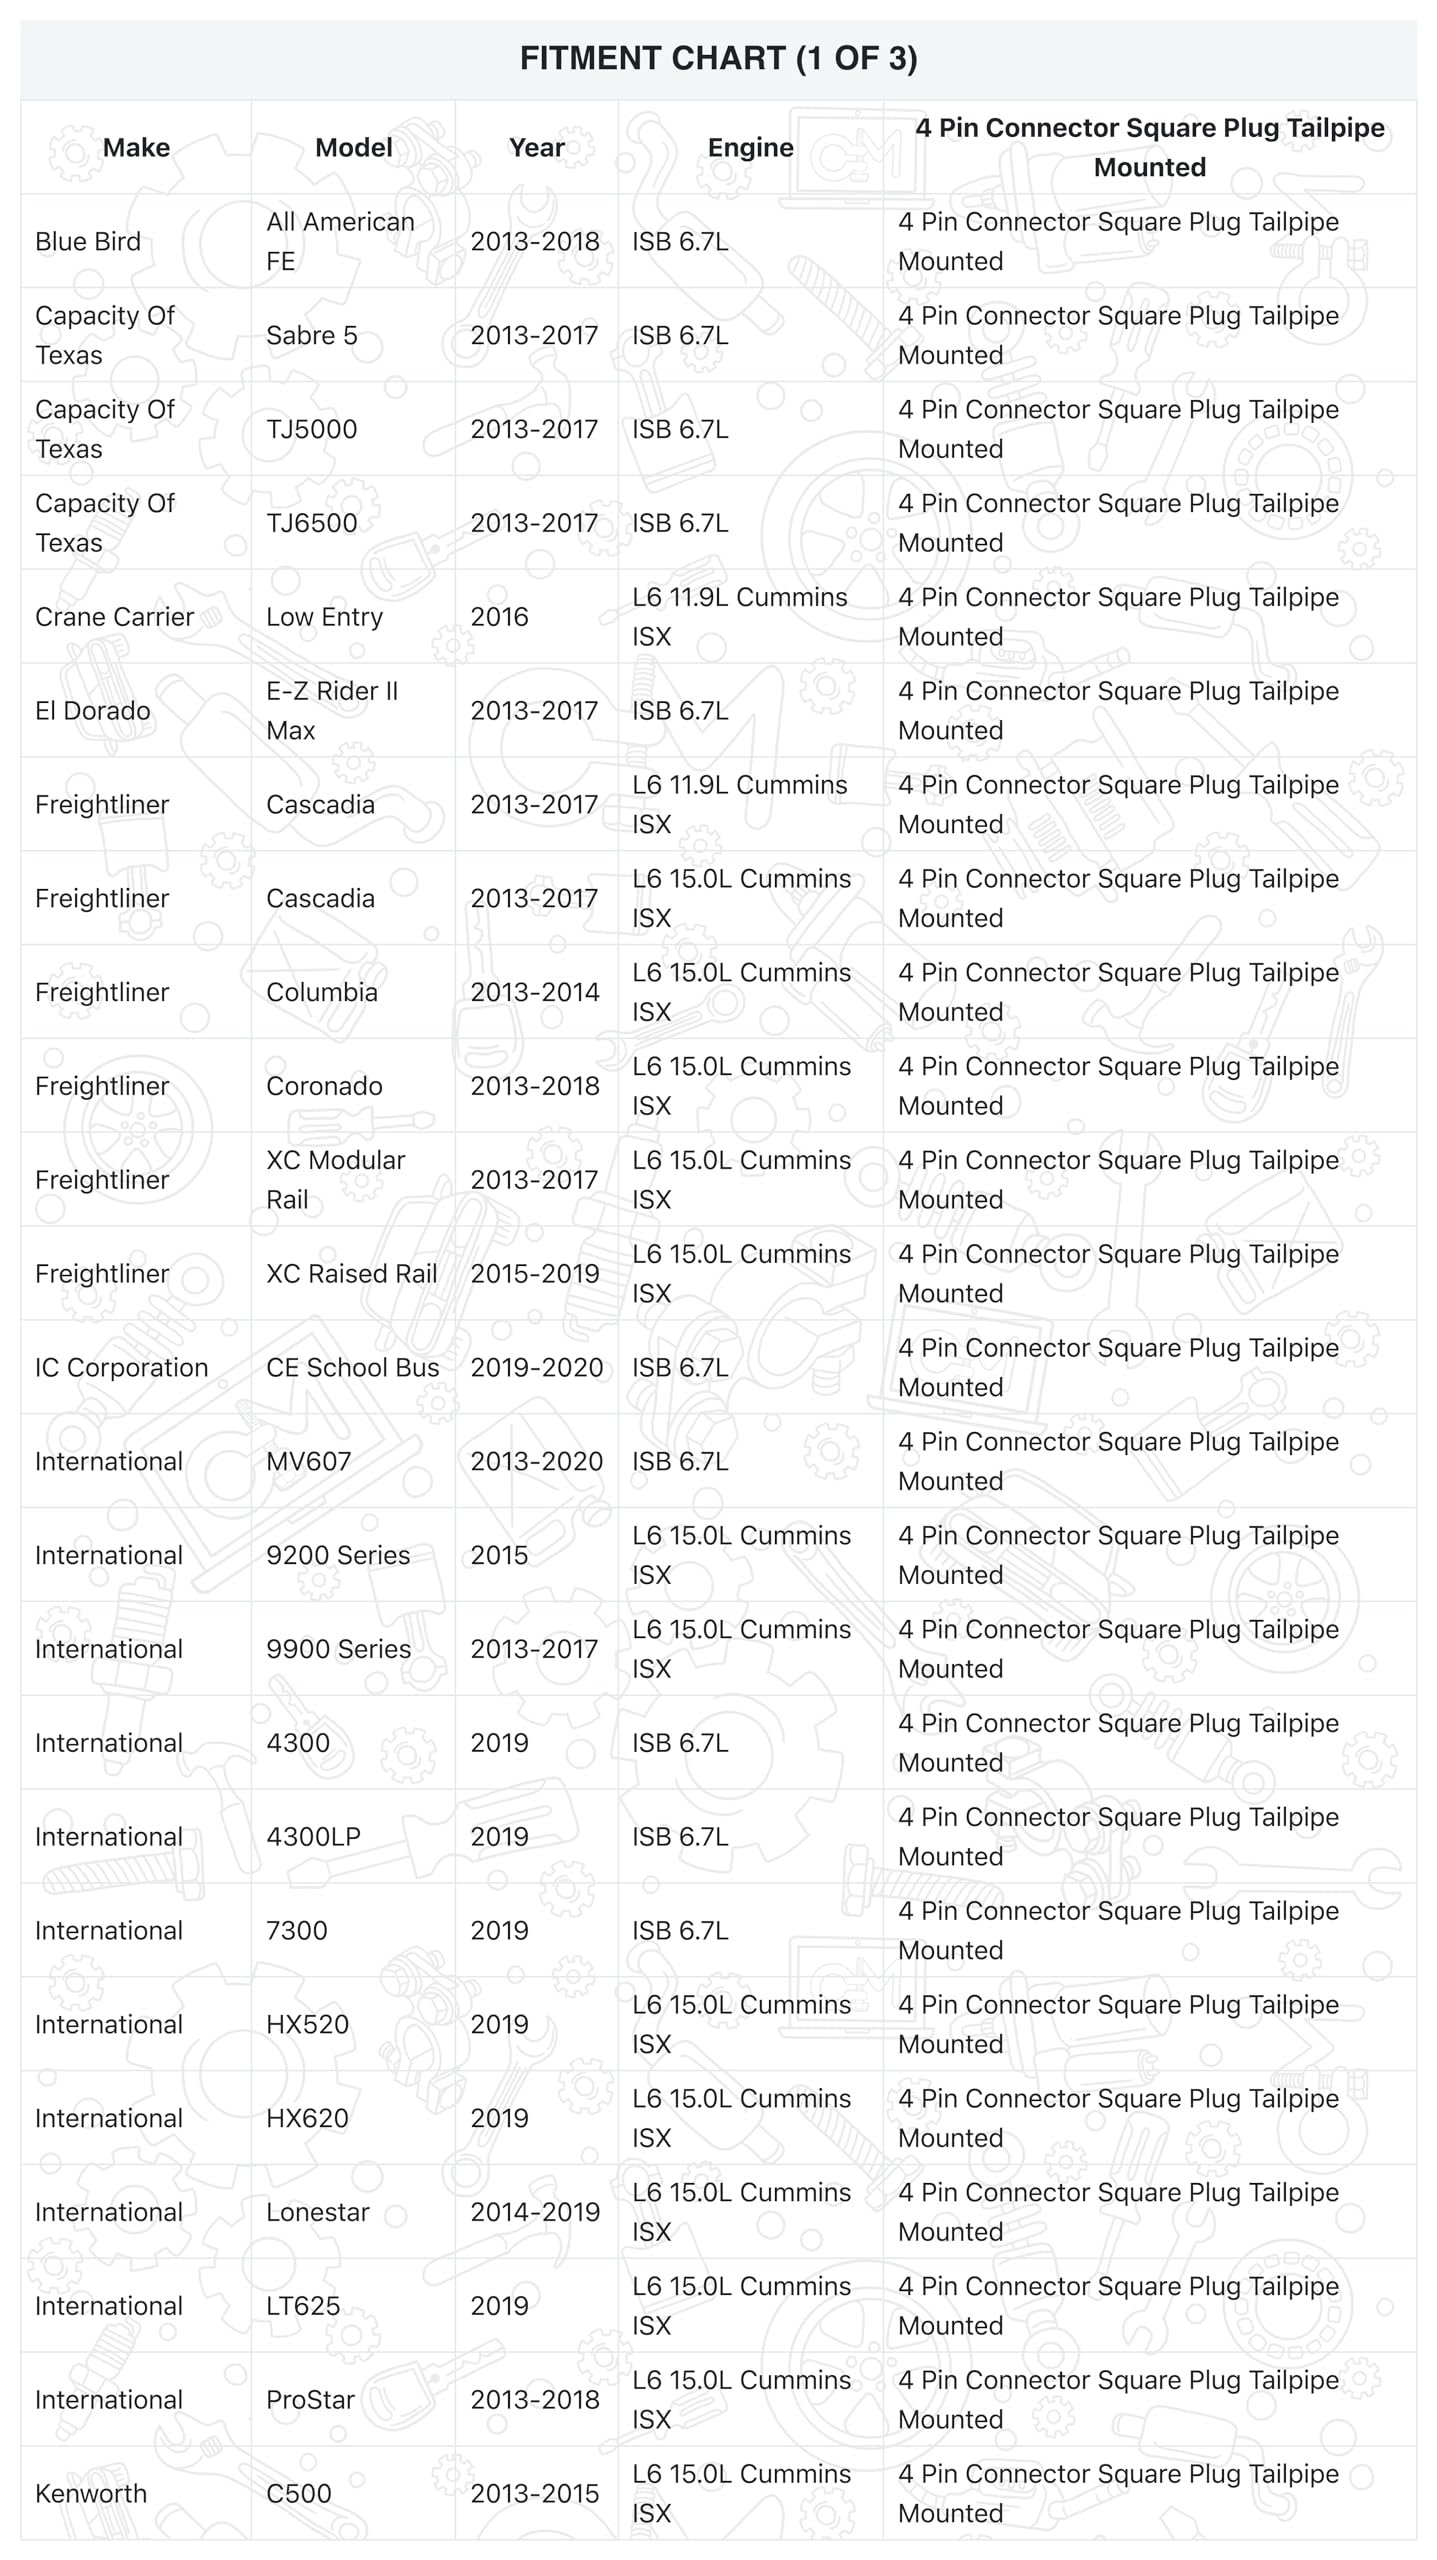 FITMENT CHART (1 OF 3)
Make Model Year Engine 4 Pin Connector Square Plug Tailpipe
Mounted
Blue Bird All American
FE 2013-2018 ISB 6.7L 4 Pin Connector Square Plug Tailpipe
Mounted
Capacity Of
Texas Sabre 5 2013-2017 ISB 6.7L 4 Pin Connector Square Plug Tailpipe
Mounted
Capacity Of
Texas TJ5000 2013-2017 ISB 6.7L 4 Pin Connector Square Plug Tailpipe
Mounted
Capacity Of
Texas TJ6500 2013-2017 ISB 6.7L 4 Pin Connector Square Plug Tailpipe
Mounted
Crane Carrier Low Entry 2016 L6 11.9L Cummins
ISX 4 Pin Connector Square Plug Tailpipe
Mounted
El Dorado E-Z Rider II
Max 2013-2017 ISB 6.7L 4 Pin Connector Square Plug Tailpipe
Mounted
Freightliner Cascadia 2013-2017 L6 11.9L Cummins
ISX 4 Pin Connector Square Plug Tailpipe
Mounted
Freightliner Cascadia 2013-2017 L6 15.0L Cummins
ISX 4 Pin Connector Square Plug Tailpipe
Mounted
Freightliner Columbia 2013-2014 L6 15.0L Cummins
ISX 4 Pin Connector Square Plug Tailpipe
Mounted
Freightliner Coronado 2013-2018 L6 15.0L Cummins
ISX 4 Pin Connector Square Plug Tailpipe
Mounted
Freightliner XC Modular
Rail 2013-2017 L6 15.0L Cummins
ISX 4 Pin Connector Square Plug Tailpipe
Mounted
Freightliner XC Raised Rail 2015-2019 L6 15.0L Cummins
ISX 4 Pin Connector Square Plug Tailpipe
Mounted
IC Corporation CE School Bus 2019-2020 ISB 6.7L 4 Pin Connector Square Plug Tailpipe
Mounted
International MV607 2013-2020 ISB 6.7L 4 Pin Connector Square Plug Tailpipe
Mounted
International 9200 Series 2015 L6 15.0L Cummins
ISX 4 Pin Connector Square Plug Tailpipe
Mounted
International 9900 Series 2013-2017 L6 15.0L Cummins
ISX 4 Pin Connector Square Plug Tailpipe
Mounted
International 4300 2019 ISB 6.7L 4 Pin Connector Square Plug Tailpipe
Mounted
International 4300LP 2019 ISB 6.7L 4 Pin Connector Square Plug Tailpipe
Mounted
International 7300 2019 ISB 6.7L 4 Pin Connector Square Plug Tailpipe
Mounted
International HX520 2019 L6 15.0L Cummins
ISX 4 Pin Connector Square Plug Tailpipe
Mounted
International HX620 2019 L6 15.0L Cummins
ISX 4 Pin Connector Square Plug Tailpipe
Mounted
International Lonestar 2014-2019 L6 15.0L Cummins
ISX 4 Pin Connector Square Plug Tailpipe
Mounted
International LT625 2019 L6 15.0L Cummins
ISX 4 Pin Connector Square Plug Tailpipe
Mounted
International ProStar 2013-2018 L6 15.0L Cummins
ISX 4 Pin Connector Square Plug Tailpipe
Mounted
Kenworth C500 2013-2015 L6 15.0L Cummins
ISX 4 Pin Connector Square Plug Tailpipe
Mounted